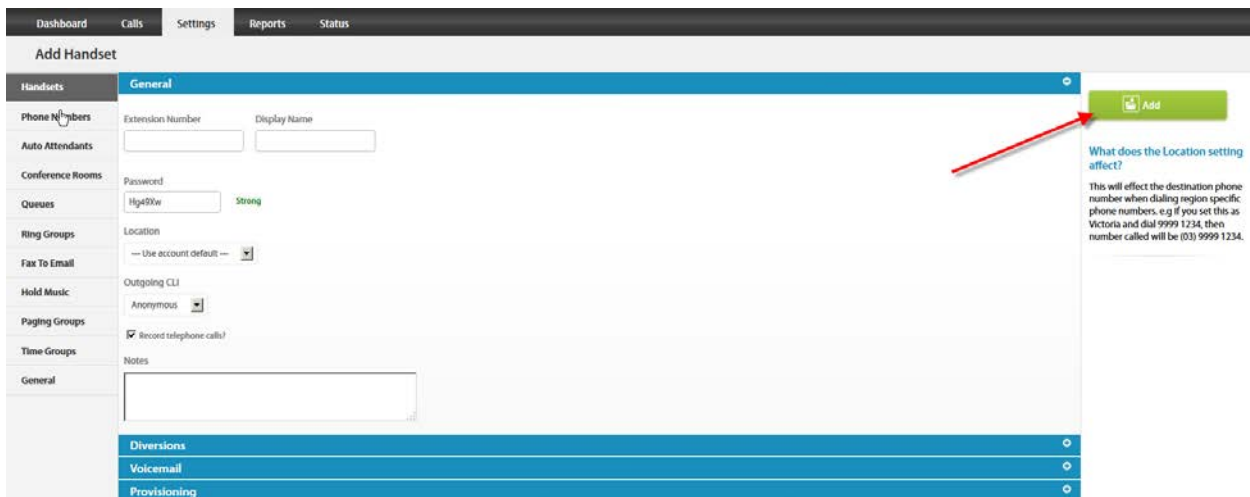 Dashboard Calls Settings Reports Status
Add Handset
Handsets
Phone Numbers
Auto Attendants
Conference Rooms
Queues
Ring Groups
Fax To Email
Hold Music
Paging Groups
Time Groups
General
General
Extension Number Display Name
Password
Hg49Xw Strong
Location
--- Use account default ---
Outgoing CLI
Anonymous
Record telephone calls?
Notes
Diversions
Voicemail
Provisioning
Add
What does the Location setting
affect?
This will effect the destination phone
number when dialing region specific
phone numbers. e.g if you set this as
Victoria and dial 9999 1234, then
number called will be (03) 9999 1234.